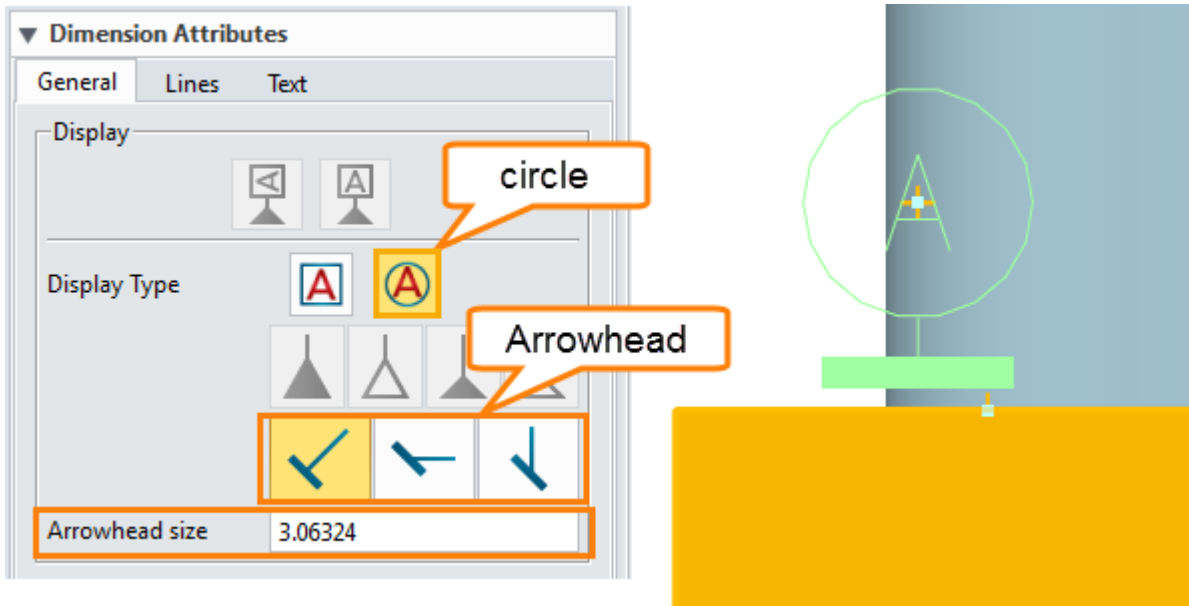 Dimension Attributes
General Lines Text
Display
A A
circle
Display Type A A
Arrowhead
Arrowhead size 3.06324
A